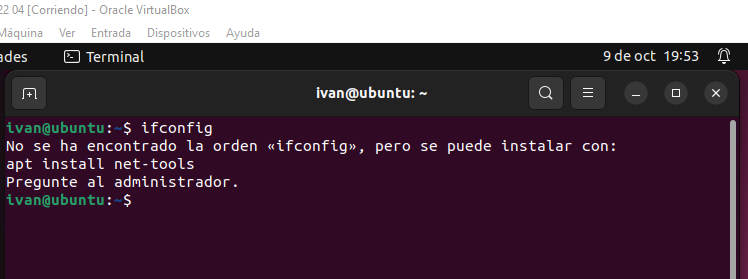 22 04 [Corriendo] - Oracle VirtualBox
Máquina Ver Entrada Dispositivos Ayuda
ades Terminal 9 de oct 19:53
ivan@ubuntu: ~
ivan@ubuntu:~$ ifconfig
No se ha encontrado la orden «ifconfig», pero se puede instalar con:
apt install net-tools
Pregunte al administrador.
ivan@ubuntu:~$